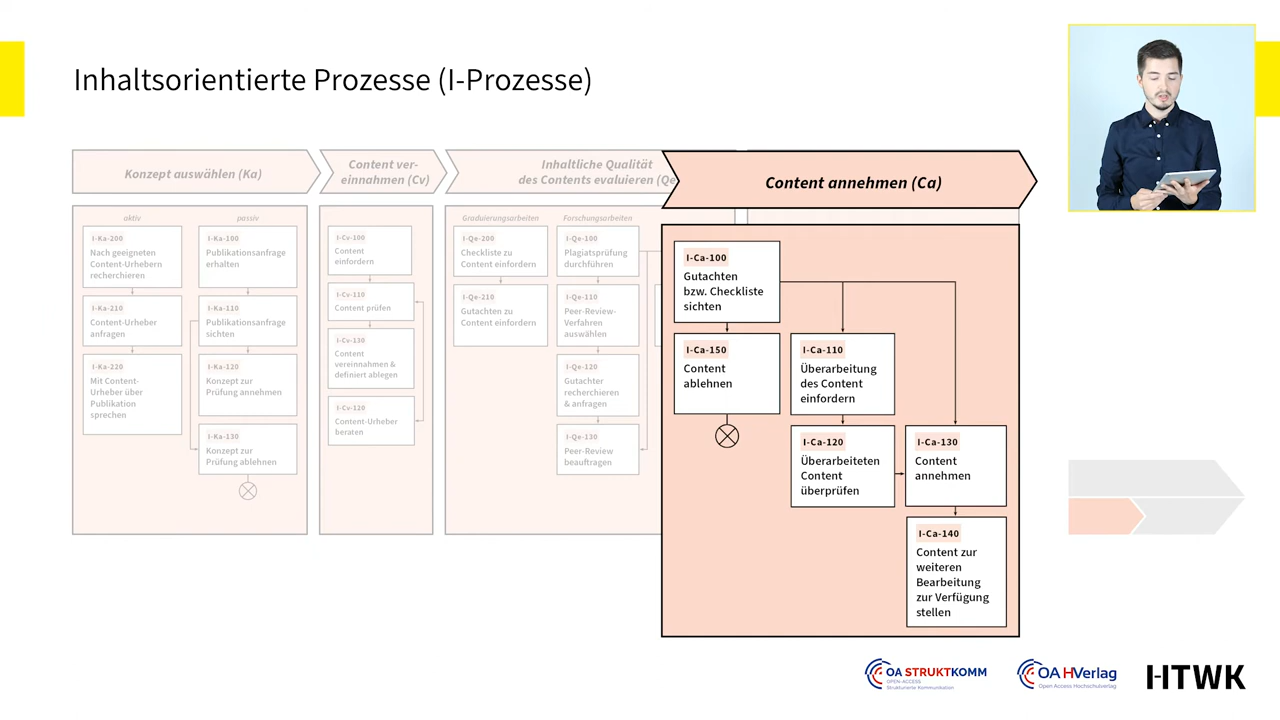 Inhaltsorientierte Prozesse (I-Prozesse)
Konzept auswählen (Ka)
Content ver-
einnahmen (Cv)
Inhaltliche Qualität
des Contents evaluieren (Qe
Content annehmen (Ca)
aktiv
passiv
I-Ka-200
Nach geeigneten
Content-Urhebern
recherchieren
I-Ka-210
Content-Urheber
anfragen
I-Ka-220
Mit Content-
Urheber über
Publikation
sprechen
I-Ka-100
Publikationsanfrage
erhalten
I-Ka-110
Publikationsanfrage
sichten
I-Ka-120
Konzept zur
Prüfung annehmen
I-Ka-130
Konzept zur
Prüfung ablehnen
I-Cv-100
Content
einfordern
I-Cv-110
Content prüfen
I-Cv-130
Content
vereinnahmen &
definiert ablegen
I-Cv-120
Content-Urheber
beraten
Graduierungsarbeiten
Forschungsarbeiten
I-Qe-200
Checkliste zu
Content einfordern
I-Qe-210
Gutachten zu
Content einfordern
I-Qe-100
Plagiatsprüfung
durchführen
I-Qe-110
Peer-Review-
Verfahren
auswählen
I-Qe-120
Gutachter
recherchieren
& anfragen
I-Qe-130
Peer-Review
beauftragen
I-Ca-100
Gutachten
bzw. Checkliste
sichten
I-Ca-150
Content
ablehnen
I-Ca-110
Überarbeitung
des Content
einfordern
I-Ca-120
Überarbeiteten
Content
überprüfen
I-Ca-130
Content
annehmen
I-Ca-140
Content zur
weiteren
Bearbeitung
zur Verfügung
stellen
OA STRUKTKOMM
OPEN-ACCESS
Strukturierte Kommunikation
OA HVerlag
Open Access Hochschulverlag
HTWK